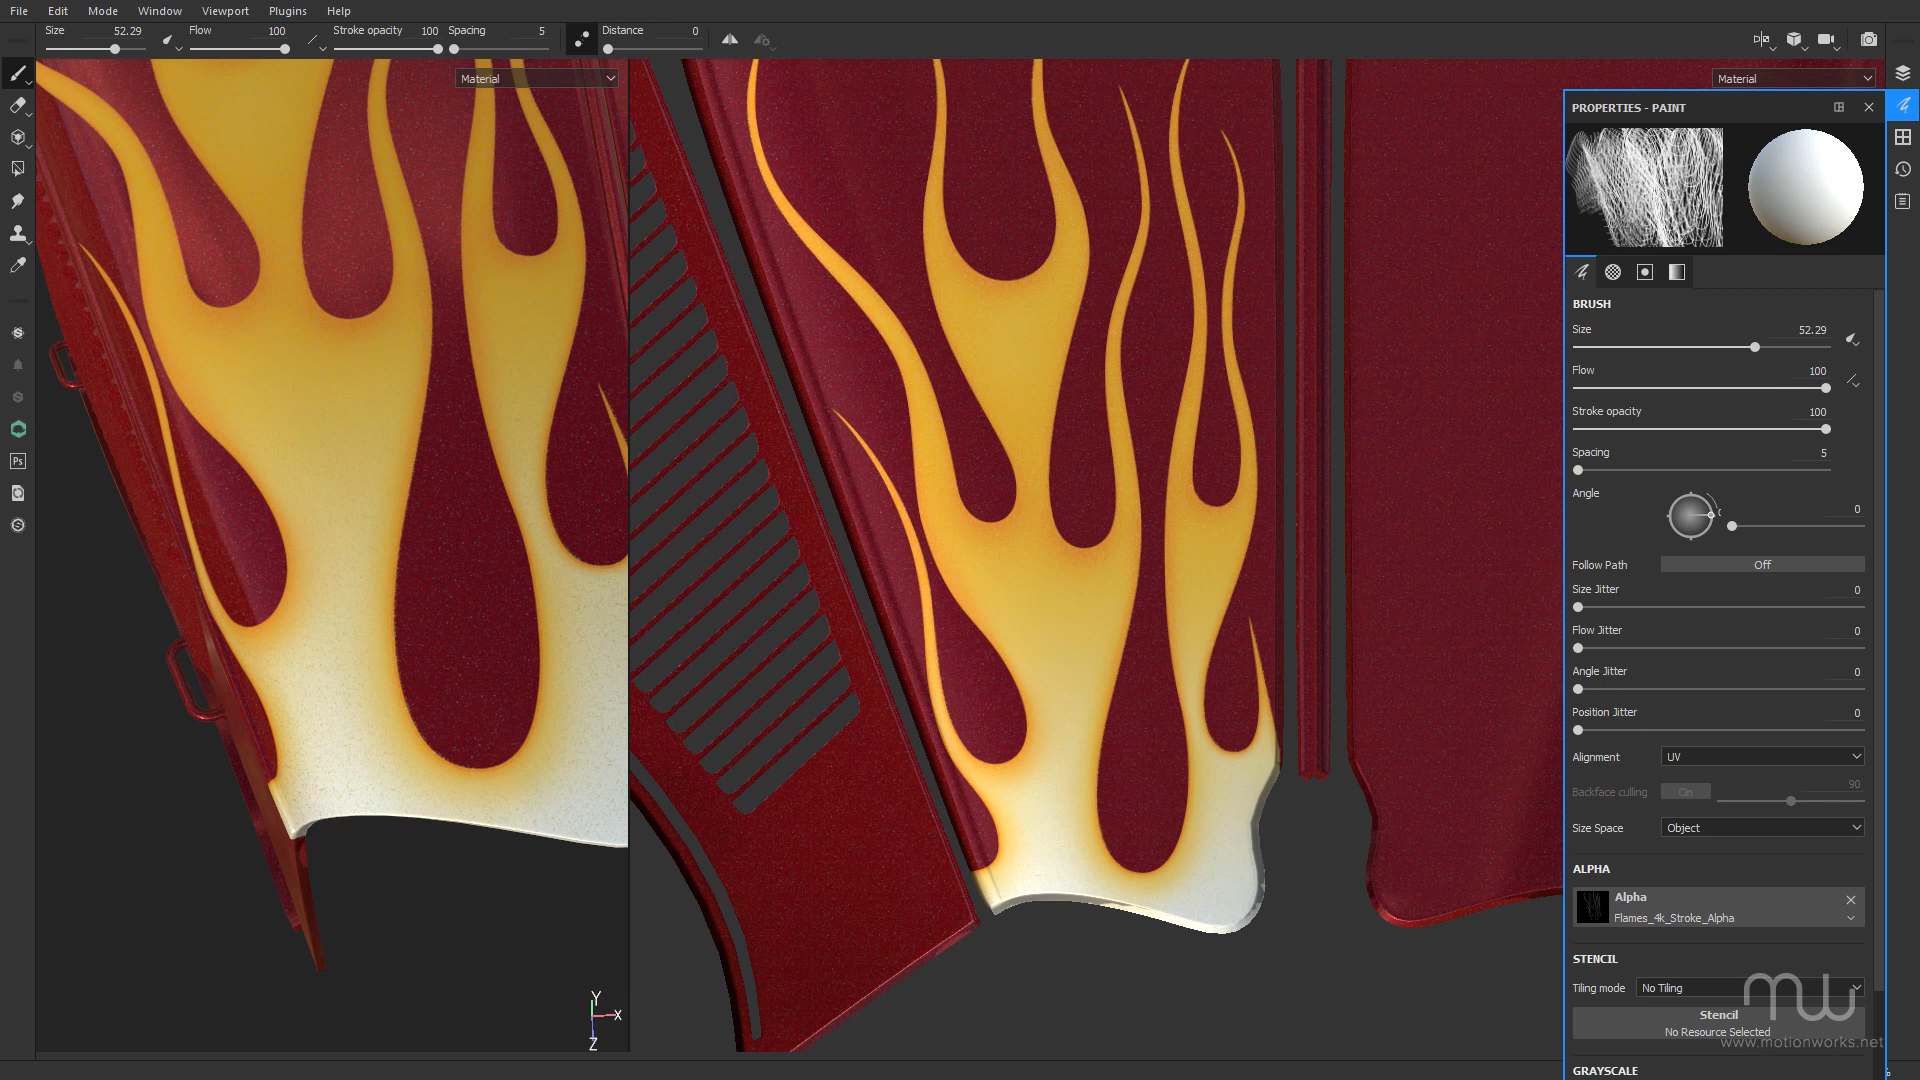 File Edit Mode Window Viewport Plugins Help
Size 52.29 Flow 100 Stroke opacity 100 Spacing 5 Distance 0
Material
Material
PROPERTIES - PAINT
BRUSH
Size 52.29
Flow 100
Stroke opacity 100
Spacing 5
Angle 0
Follow Path Off
Size Jitter 0
Flow Jitter 0
Angle Jitter 0
Position Jitter 0
Alignment UV
Backface culling On 90
Size Space Object
ALPHA
Alpha
Flames_4k_Stroke_Alpha
STENCIL
Tiling mode No Tiling
Stencil
No Resource Selected
mw
www.motionworks.net
GRAYSCALE
Ps
Y
X
Z